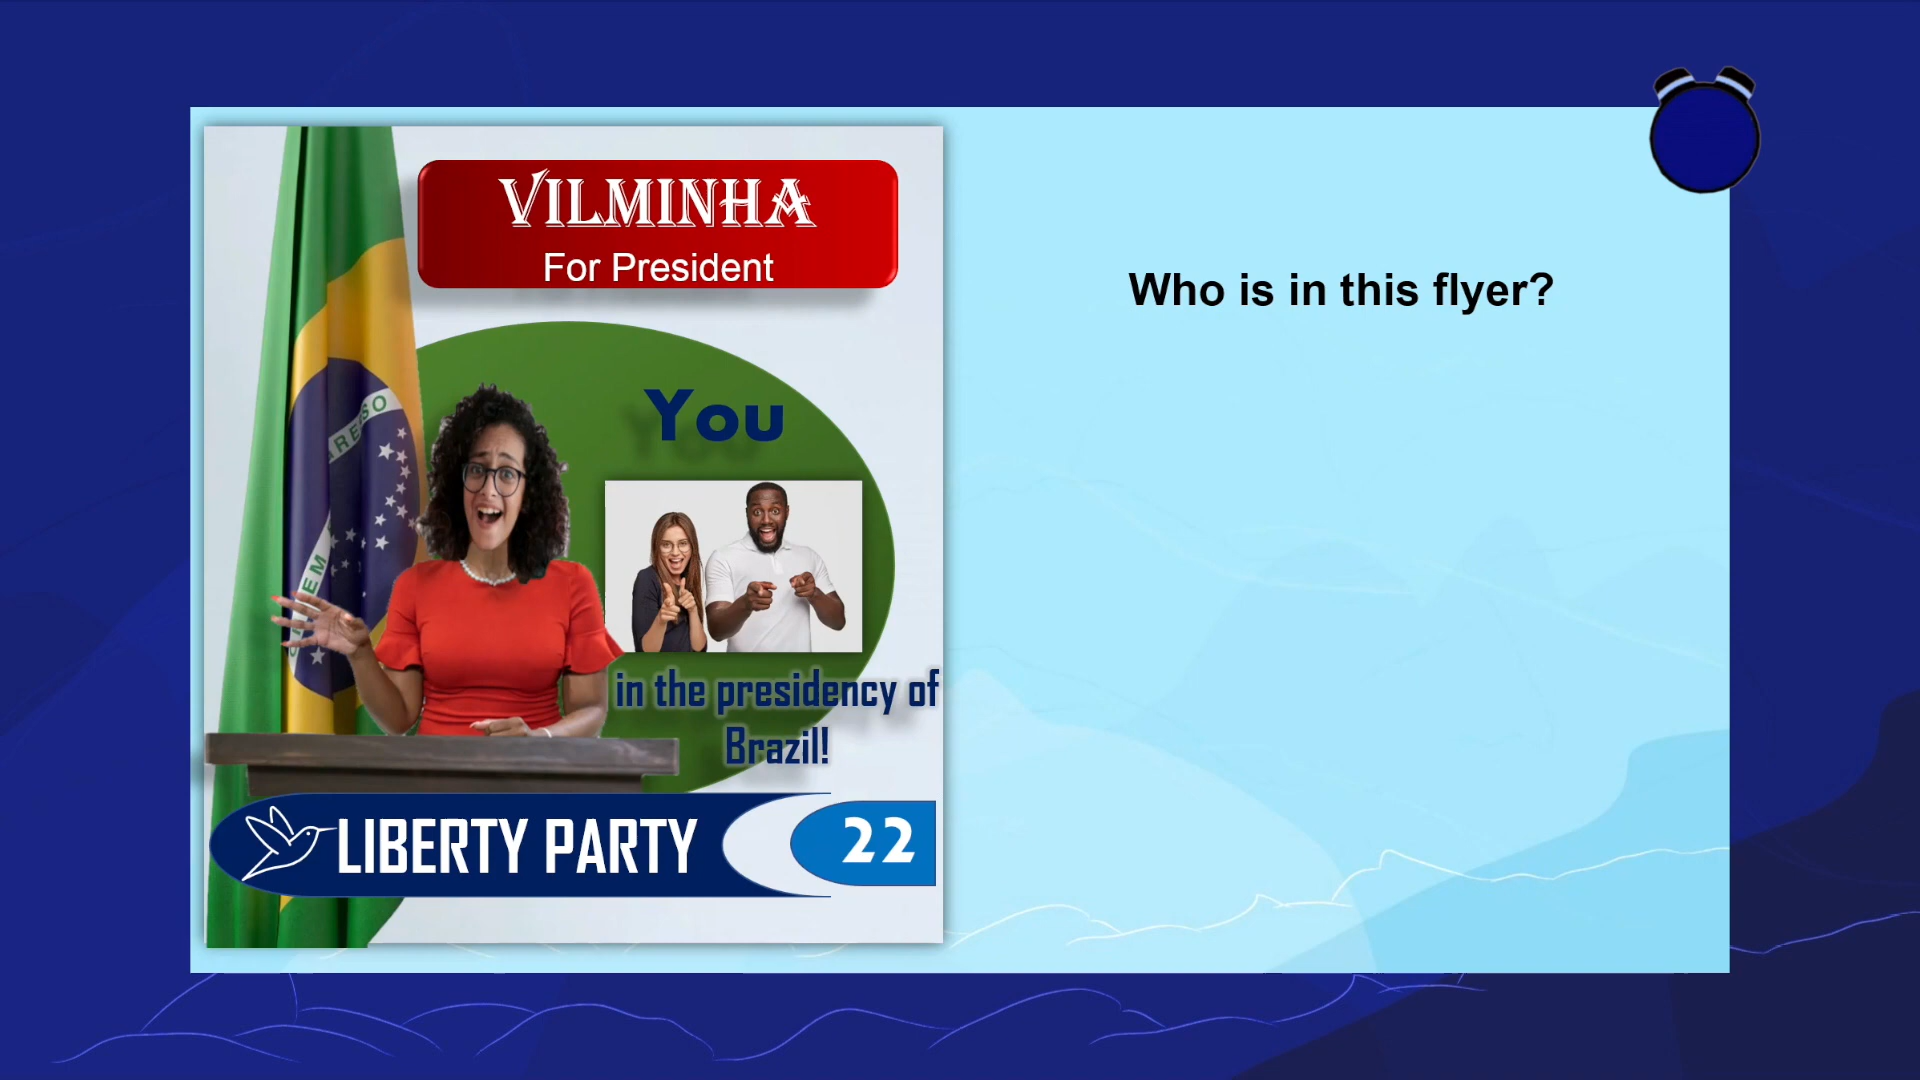 VILMINHA
For President
Who is in this flyer?
You
in the presidency of
Brazil!
LIBERTY PARTY
22